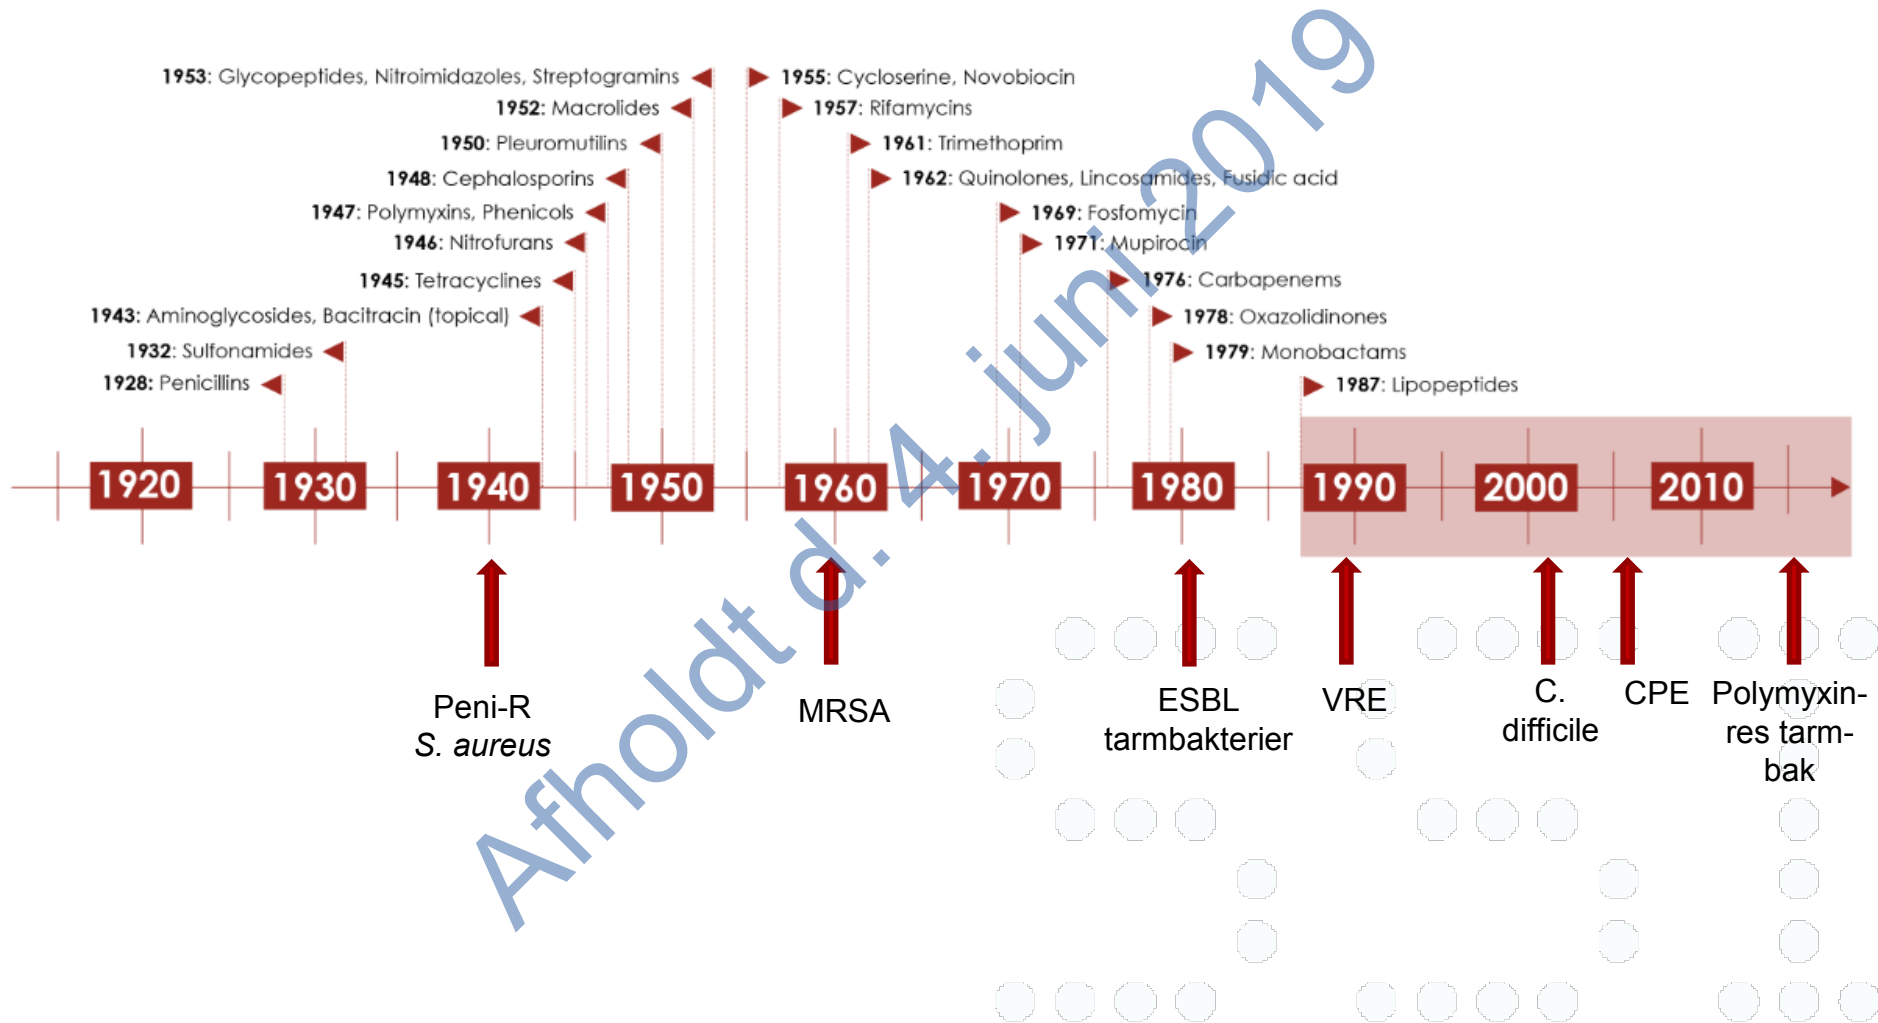 1953: Glycopeptides, Nitroimidazoles, Streptogramins
1955: Cycloserine, Novobiocin
1952: Macrolides
1957: Rifamycins
1950: Pleuromutilins
1961: Trimethoprim
1948: Cephalosporins
1962: Quinolones, Lincosamides, Fusidic acid
1947: Polymyxins, Phenicols
1969: Fosfomycin
1946: Nitrofurans
1971: Mupirocin
1945: Tetracyclines
1976: Carbapenems
1943: Aminoglycosides, Bacitracin (topical)
1978: Oxazolidinones
1932: Sulfonamides
1979: Monobactams
1928: Penicillins
1987: Lipopeptides
1920 1930 1940 1950 1960 1970 1980 1990 2000 2010
Peni-R
S. aureus
MRSA
ESBL
tarmbakterier
VRE
C.
difficile
CPE
Polymyxin-
res tarm-
bak
Afholdt d. 4. juni 2019